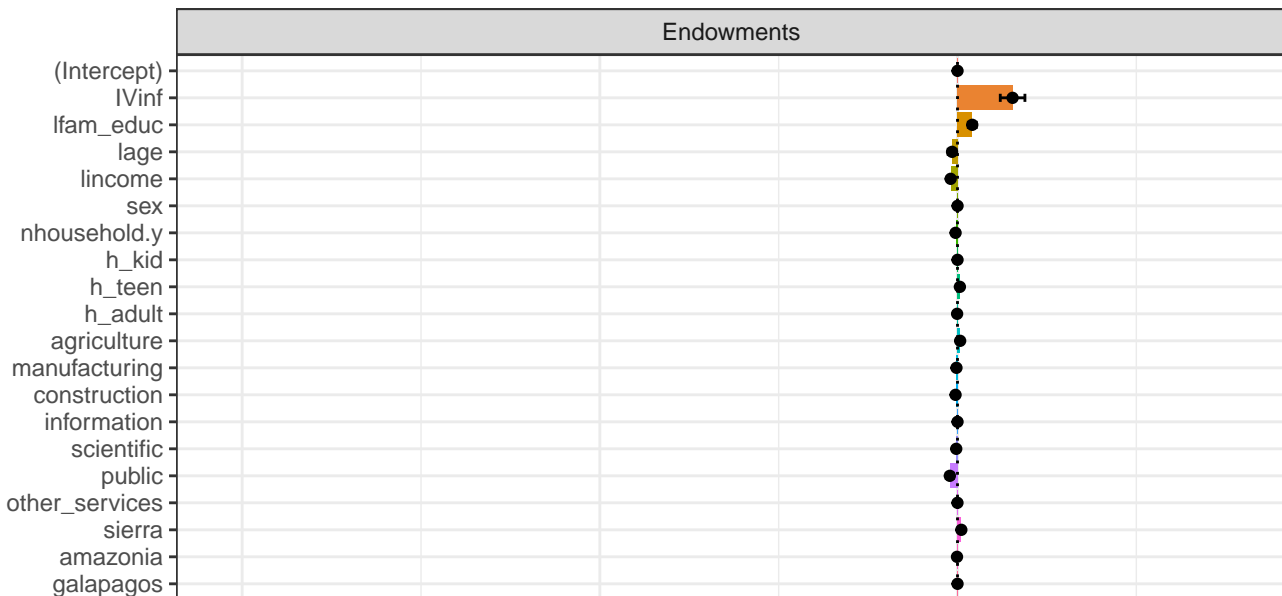 Endowments
(Intercept)
IVinf
lfam_educ
lage
lincome
sex
nhousehold.y
h_kid
h_teen
h_adult
agriculture
manufacturing
construction
information
scientific
public
other_services
sierra
amazonia
galapagos